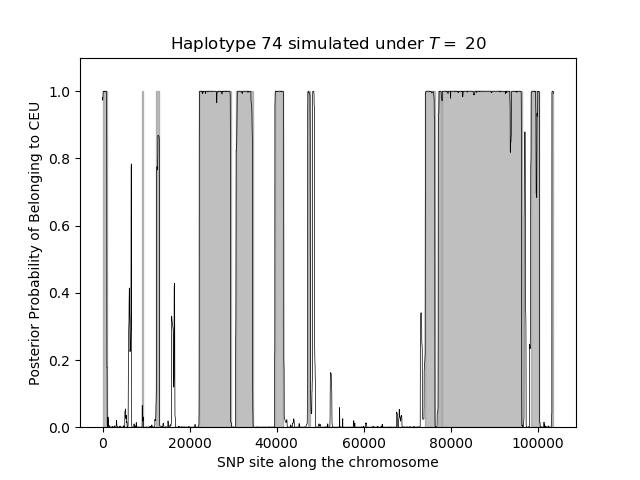 Haplotype 74 simulated under T = 20
Posterior Probability of Belonging to CEU
1.0
0.8
0.6
0.4
0.2
0.0
0 20000 40000 60000 80000 100000
SNP site along the chromosome